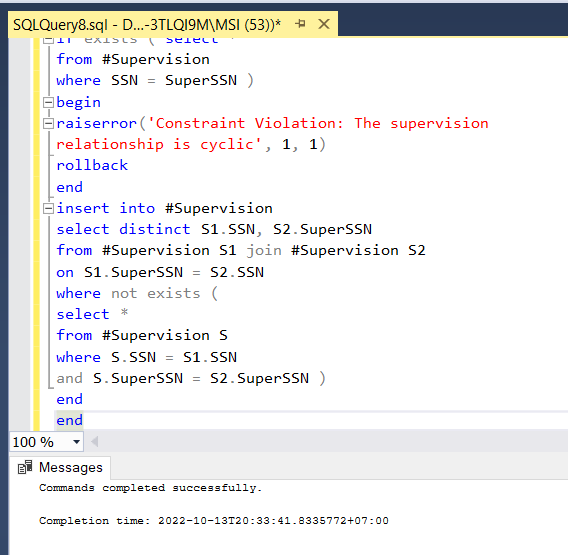 SQLQuery8.sql - D...-3TLQI9M\MSI (53))*
if exists ( select *
from #Supervision
where SSN = SuperSSN )
begin
raiserror('Constraint Violation: The supervision
relationship is cyclic', 1, 1)
rollback
end
insert into #Supervision
select distinct S1.SSN, S2.SuperSSN
from #Supervision S1 join #Supervision S2
on S1.SuperSSN = S2.SSN
where not exists (
select *
from #Supervision S
where S.SSN = S1.SSN
and S.SuperSSN = S2.SuperSSN )
end
end
100 %
Messages
Commands completed successfully.
Completion time: 2022-10-13T20:33:41.8335772+07:00